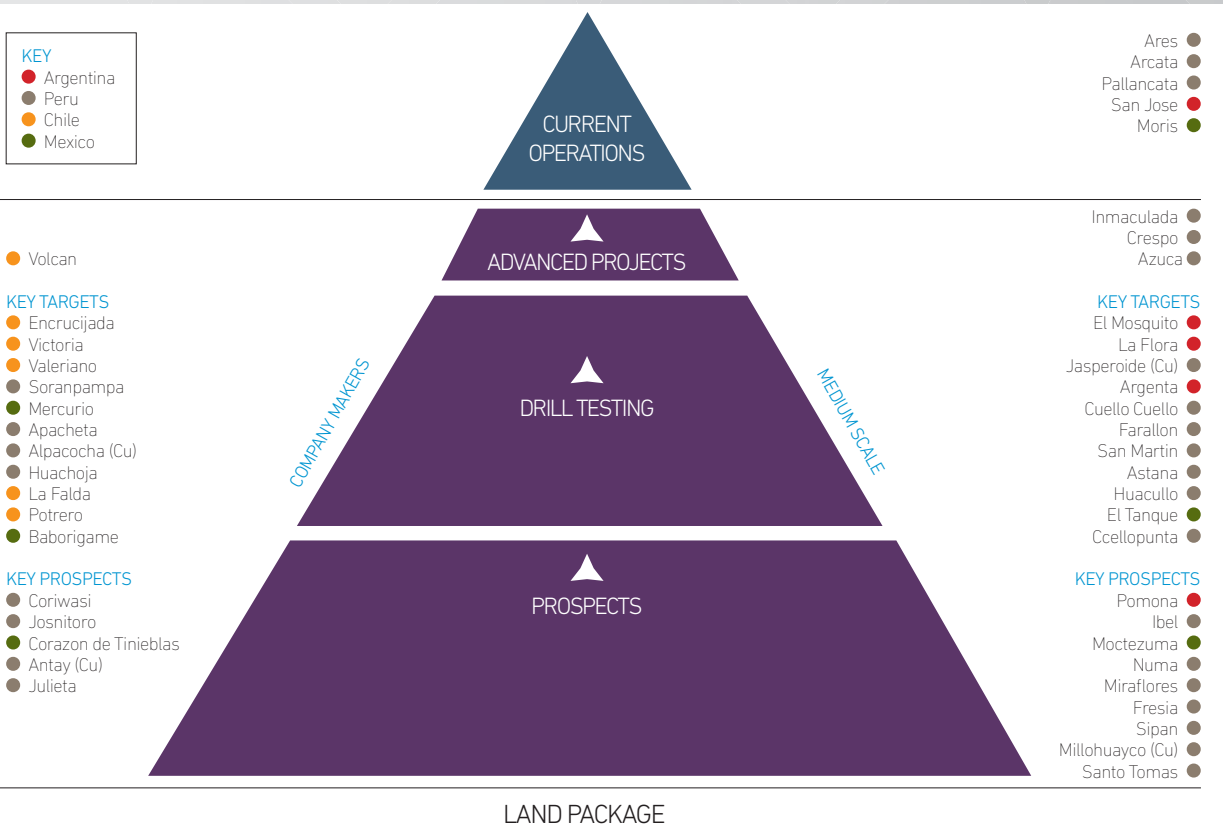 KEY
Argentina
Peru
Chile
Mexico
CURRENT
OPERATIONS
Ares
Arcata
Pallancata
San Jose
Moris
Volcan
ADVANCED PROJECTS
Inmaculada
Crespo
Azuca
KEY TARGETS
Encrucijada
Victoria
Valeriano
Soranpampa
Mercurio
Apacheta
Alpacocha (Cu)
Huachoja
La Falda
Potrero
Baborigame
COMPANY MAKERS
DRILL TESTING
MEDIUM SCALE
KEY TARGETS
El Mosquito
La Flora
Jasperoide (Cu)
Argenta
Cuello Cuello
Farallon
San Martin
Astana
Huacullo
El Tanque
Ccellopunta
KEY PROSPECTS
Coriwasi
Josnitoro
Corazon de Tinieblas
Antay (Cu)
Julieta
PROSPECTS
KEY PROSPECTS
Pomona
Ibel
Moctezuma
Numa
Miraflores
Fresia
Sipan
Millohuayco (Cu)
Santo Tomas
LAND PACKAGE